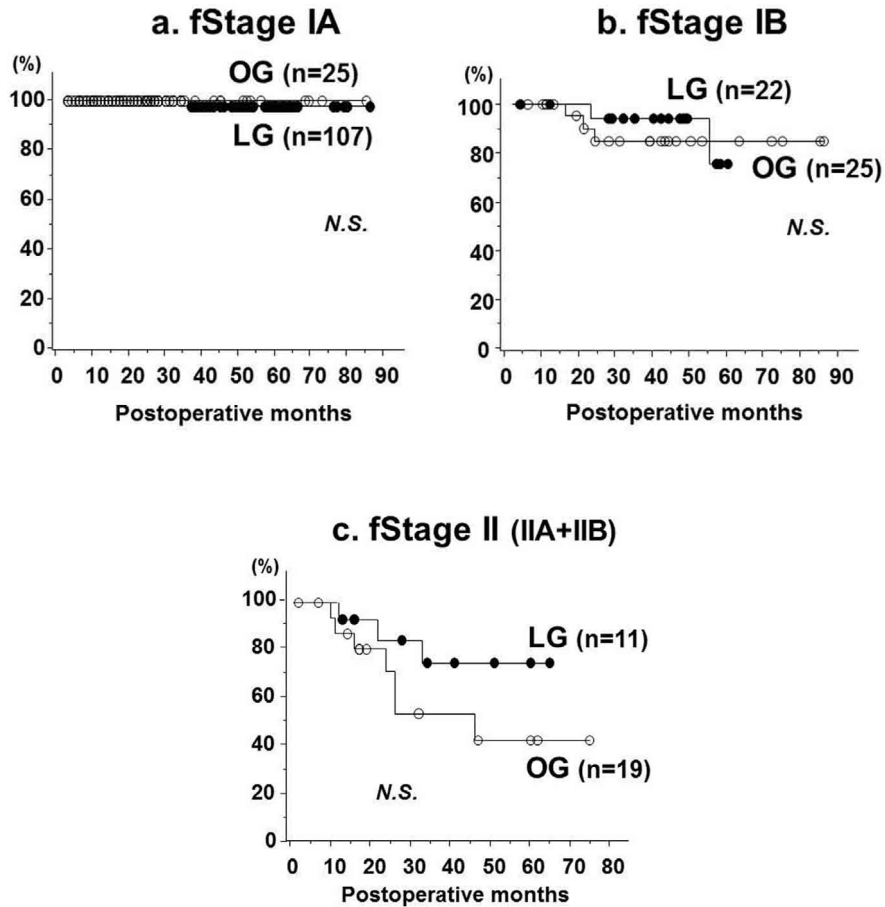 a. fStage IA
(%)
OG (n=25)
LG (n=107)
N.S.
100
80
60
40
20
0
0 10 20 30 40 50 60 70 80 90
Postoperative months
b. fStage IB
(%)
LG (n=22)
OG (n=25)
N.S.
100
80
60
40
20
0
0 10 20 30 40 50 60 70 80 90
Postoperative months
c. fStage II (IIA+IIB)
(%)
LG (n=11)
OG (n=19)
N.S.
100
80
60
40
20
0
0 10 20 30 40 50 60 70 80
Postoperative months